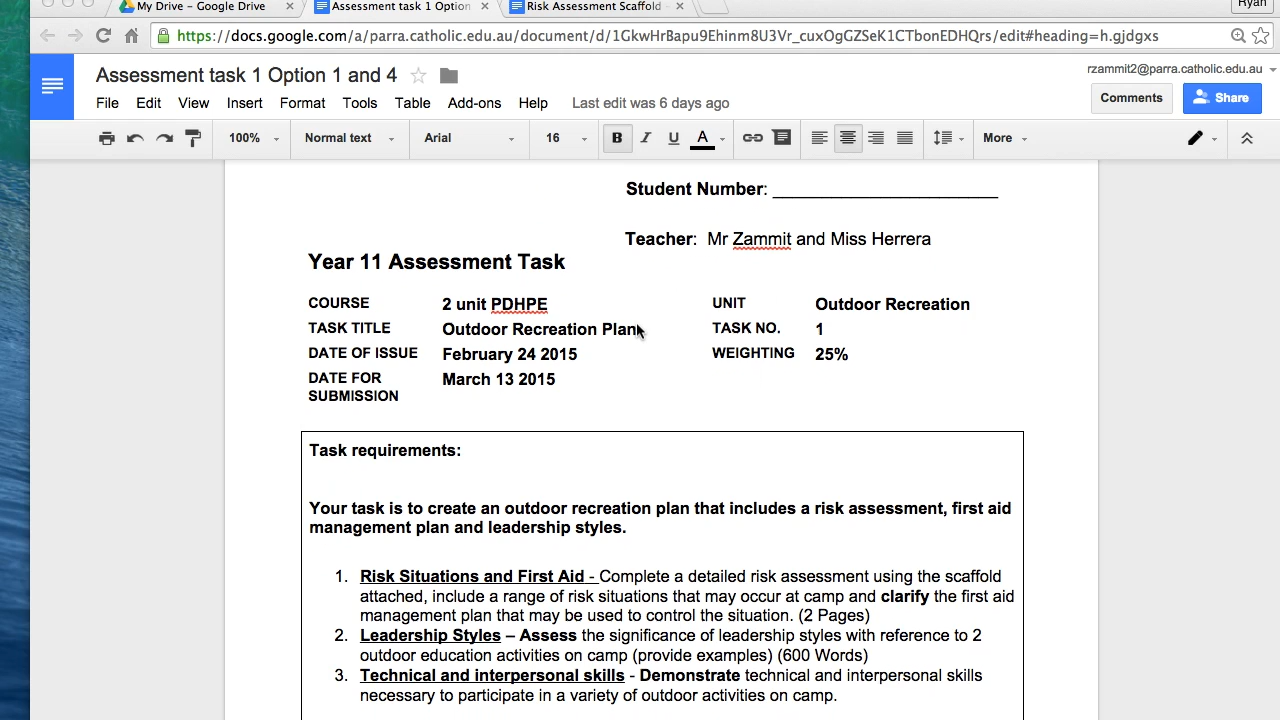 My Drive – Google Drive
Assessment task 1 Option
Risk Assessment Scaffold
Ryan
https://docs.google.com/a/parra.catholic.edu.au/document/d/1GkwHrBapu9Ehinm8U3Vr_cuxOgGZSeK1CTbonEDHQrs/edit#heading=h.gjdgxs
Assessment task 1 Option 1 and 4
rzammit2@parra.catholic.edu.au
File Edit View Insert Format Tools Table Add-ons Help Last edit was 6 days ago
Comments
Share
100% Normal text Arial 16 B I U A More
Student Number: _______________________
Teacher: Mr Zammit and Miss Herrera
Year 11 Assessment Task
COURSE 2 unit PDHPE UNIT Outdoor Recreation
TASK TITLE Outdoor Recreation Plan TASK NO. 1
DATE OF ISSUE February 24 2015 WEIGHTING 25%
DATE FOR March 13 2015
SUBMISSION
Task requirements:
Your task is to create an outdoor recreation plan that includes a risk assessment, first aid
management plan and leadership styles.
1. Risk Situations and First Aid - Complete a detailed risk assessment using the scaffold
attached, include a range of risk situations that may occur at camp and clarify the first aid
management plan that may be used to control the situation. (2 Pages)
2. Leadership Styles – Assess the significance of leadership styles with reference to 2
outdoor education activities on camp (provide examples) (600 Words)
3. Technical and interpersonal skills - Demonstrate technical and interpersonal skills
necessary to participate in a variety of outdoor activities on camp.